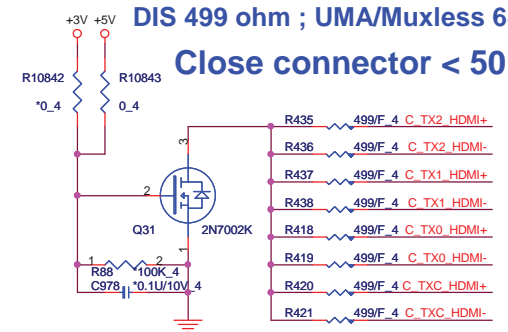 +3V +5V DIS 499 ohm ; UMA/Muxless 6
Close connector < 50
R10842 R10843
*0_4 0_4
R435 499/F_4 C_TX2_HDMI+
3
R436 499/F_4 C_TX2_HDMI-
R437 499/F_4 C_TX1_HDMI+
2
R438 499/F_4 C_TX1_HDMI-
Q31 2N7002K
R418 499/F_4 C_TX0_HDMI+
1
R419 499/F_4 C_TX0_HDMI-
1 2
R88 *100K_4
C978 *0.1U/10V_4
R420 499/F_4 C_TXC_HDMI+
R421 499/F_4 C_TXC_HDMI-